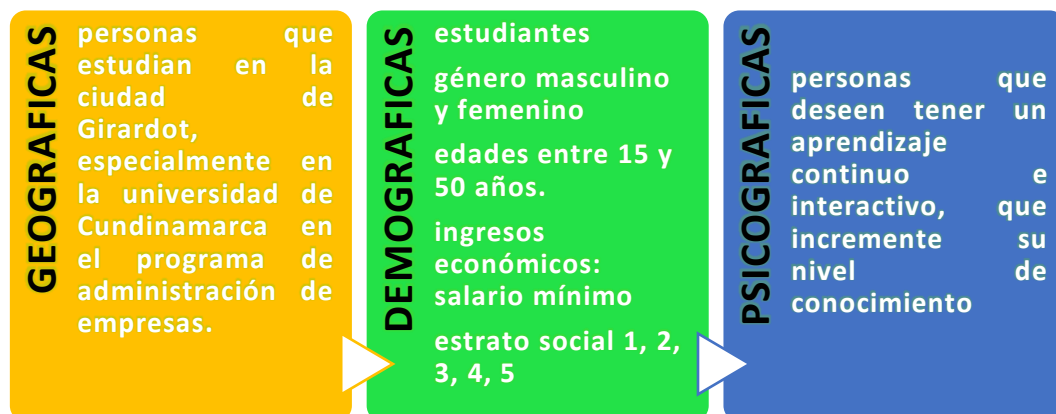 GEOGRAFICAS
personas que
estudian en la
ciudad de
Girardot,
especialmente en
la universidad de
Cundinamarca en
el programa de
administración de
empresas.
DEMOGRAFICAS
estudiantes
género masculino
y femenino
edades entre 15 y
50 años.
ingresos
económicos:
salario mínimo
estrato social 1, 2,
3, 4, 5
PSICOGRAFICAS
personas que
deseen tener un
aprendizaje
continuo e
interactivo, que
incremente su
nivel de
conocimiento